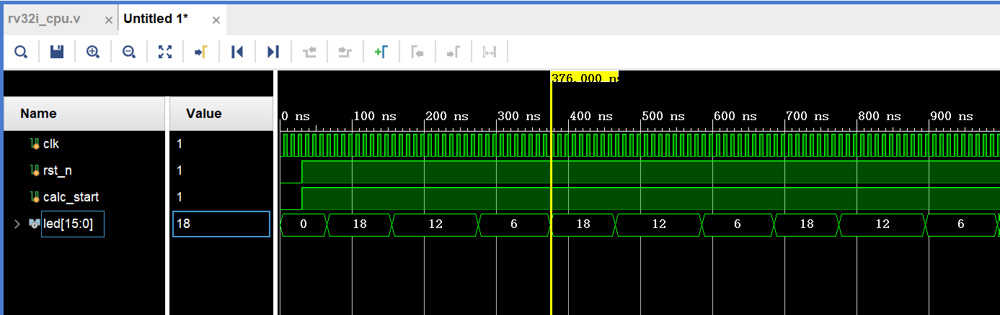 rv32i_cpu.v × Untitled 1* ×
376.000 ns
Name Value
0 ns 100 ns 200 ns 300 ns 400 ns 500 ns 600 ns 700 ns 800 ns 900 ns
clk 1
rst_n 1
calc_start 1
led[15:0] 18 0 18 12 6 18 12 6 18 12 6